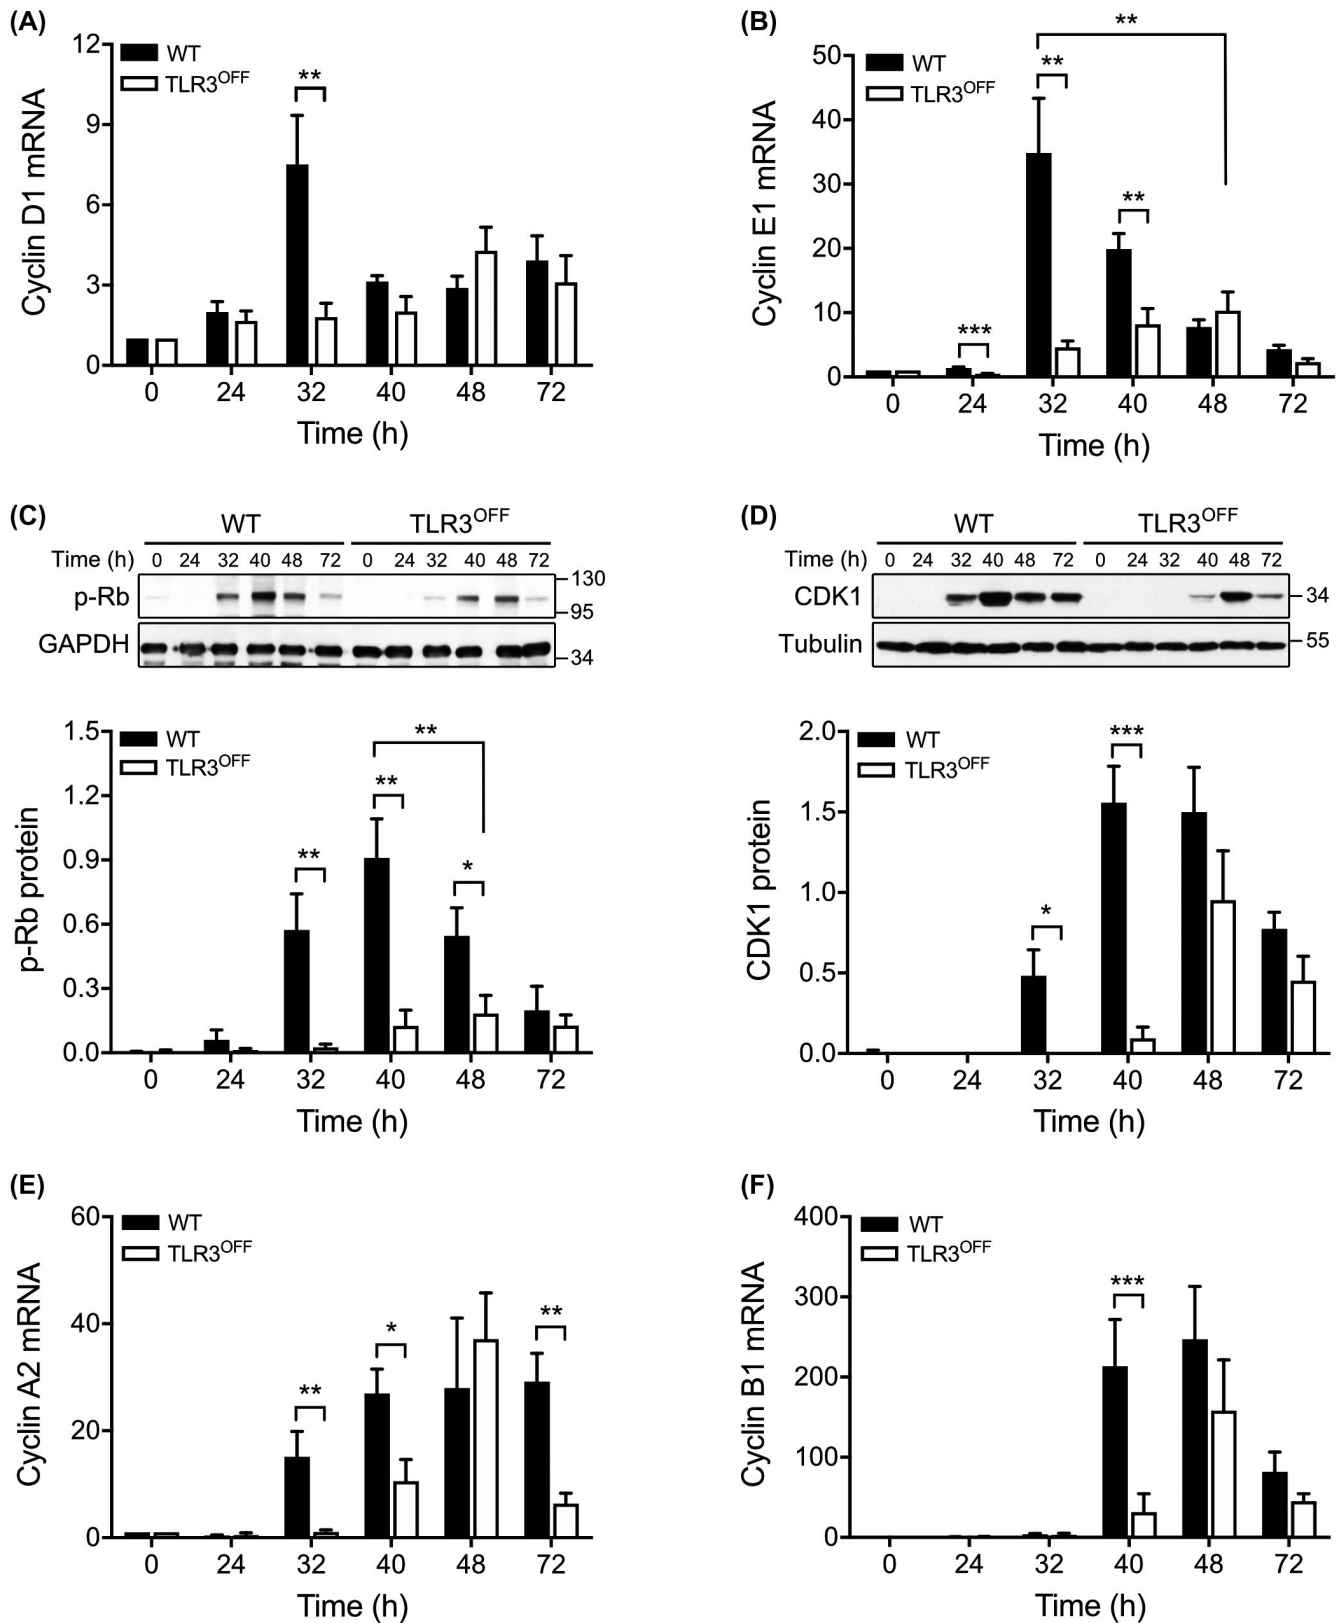 (A)
12
9
6
3
0
Cyclin D1 mRNA
WT
TLR3OFF
**
0 24 32 40 48 72
Time (h)
(B)
50
40
30
20
10
0
Cyclin E1 mRNA
WT
TLR3OFF
**
**
**
***
0 24 32 40 48 72
Time (h)
(C)
WT TLR3OFF
Time (h) 0 24 32 40 48 72 0 24 32 40 48 72
p-Rb
130
95
GAPDH
34
1.5
1.2
0.9
0.6
0.3
0.0
p-Rb protein
WT
TLR3OFF
**
**
**
*
0 24 32 40 48 72
Time (h)
(D)
WT TLR3OFF
Time (h) 0 24 32 40 48 72 0 24 32 40 48 72
CDK1
34
Tubulin
55
2.0
1.5
1.0
0.5
0.0
CDK1 protein
WT
TLR3OFF
***
*
0 24 32 40 48 72
Time (h)
(E)
60
40
20
0
Cyclin A2 mRNA
WT
TLR3OFF
**
*
**
0 24 32 40 48 72
Time (h)
(F)
400
300
200
100
0
Cyclin B1 mRNA
WT
TLR3OFF
***
0 24 32 40 48 72
Time (h)